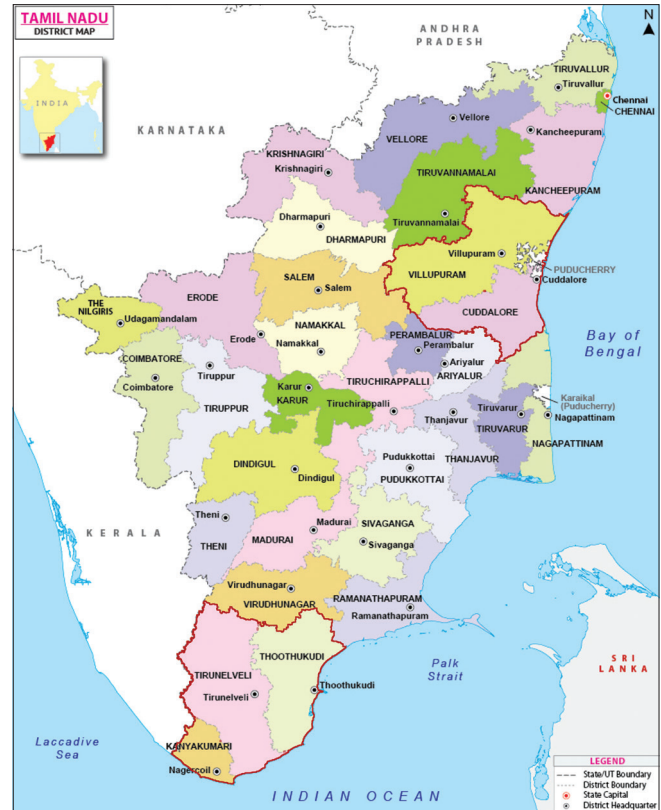 TAMIL NADU
DISTRICT MAP
N
INDIA
ANDHRA
PRADESH
KARNATAKA
TIRUVALLUR
Tiruvallur
Chennai
CHENNAI
Vellore
VELLORE
Kancheepuram
KANCHEEPURAM
KRISHNAGIRI
Krishnagiri
TIRUVANNAMALAI
Tiruvannamalai
Dharmapuri
DHARMAPURI
Villupuram
VILLUPURAM
PUDUCHERRY
Cuddalore
CUDDALORE
SALEM
Salem
ERODE
Erode
THE
NILGIRIS
Udagamandalam
NAMAKKAL
Namakkal
PERAMBALUR
Perambalur
Ariyalur
ARIYALUR
Bay of
Bengal
COIMBATORE
Coimbatore
Tiruppur
TIRUPPUR
Karur
KARUR
TIRUCHIRAPPALLI
Tiruchirappalli
Thanjavur
THANJAVUR
Tiruvarur
TIRUVARUR
Karaikal
(Puducherry)
Nagapattinam
NAGAPATTINAM
DINDIGUL
Dindigul
Pudukkottai
PUDUKKOTTAI
KERALA
Theni
THENI
Madurai
MADURAI
SIVAGANGA
Sivaganga
Virudhunagar
VIRUDHUNAGAR
RAMANATHAPURAM
Ramanathapuram
THOOTHUKUDI
Thoothukudi
TIRUNELVELI
Tirunelveli
KANYAKUMARI
Nagercoil
Palk
Strait
SRI
LANKA
Laccadive
Sea
INDIAN OCEAN
LEGEND
State/UT Boundary
District Boundary
State Capital
District Headquarter